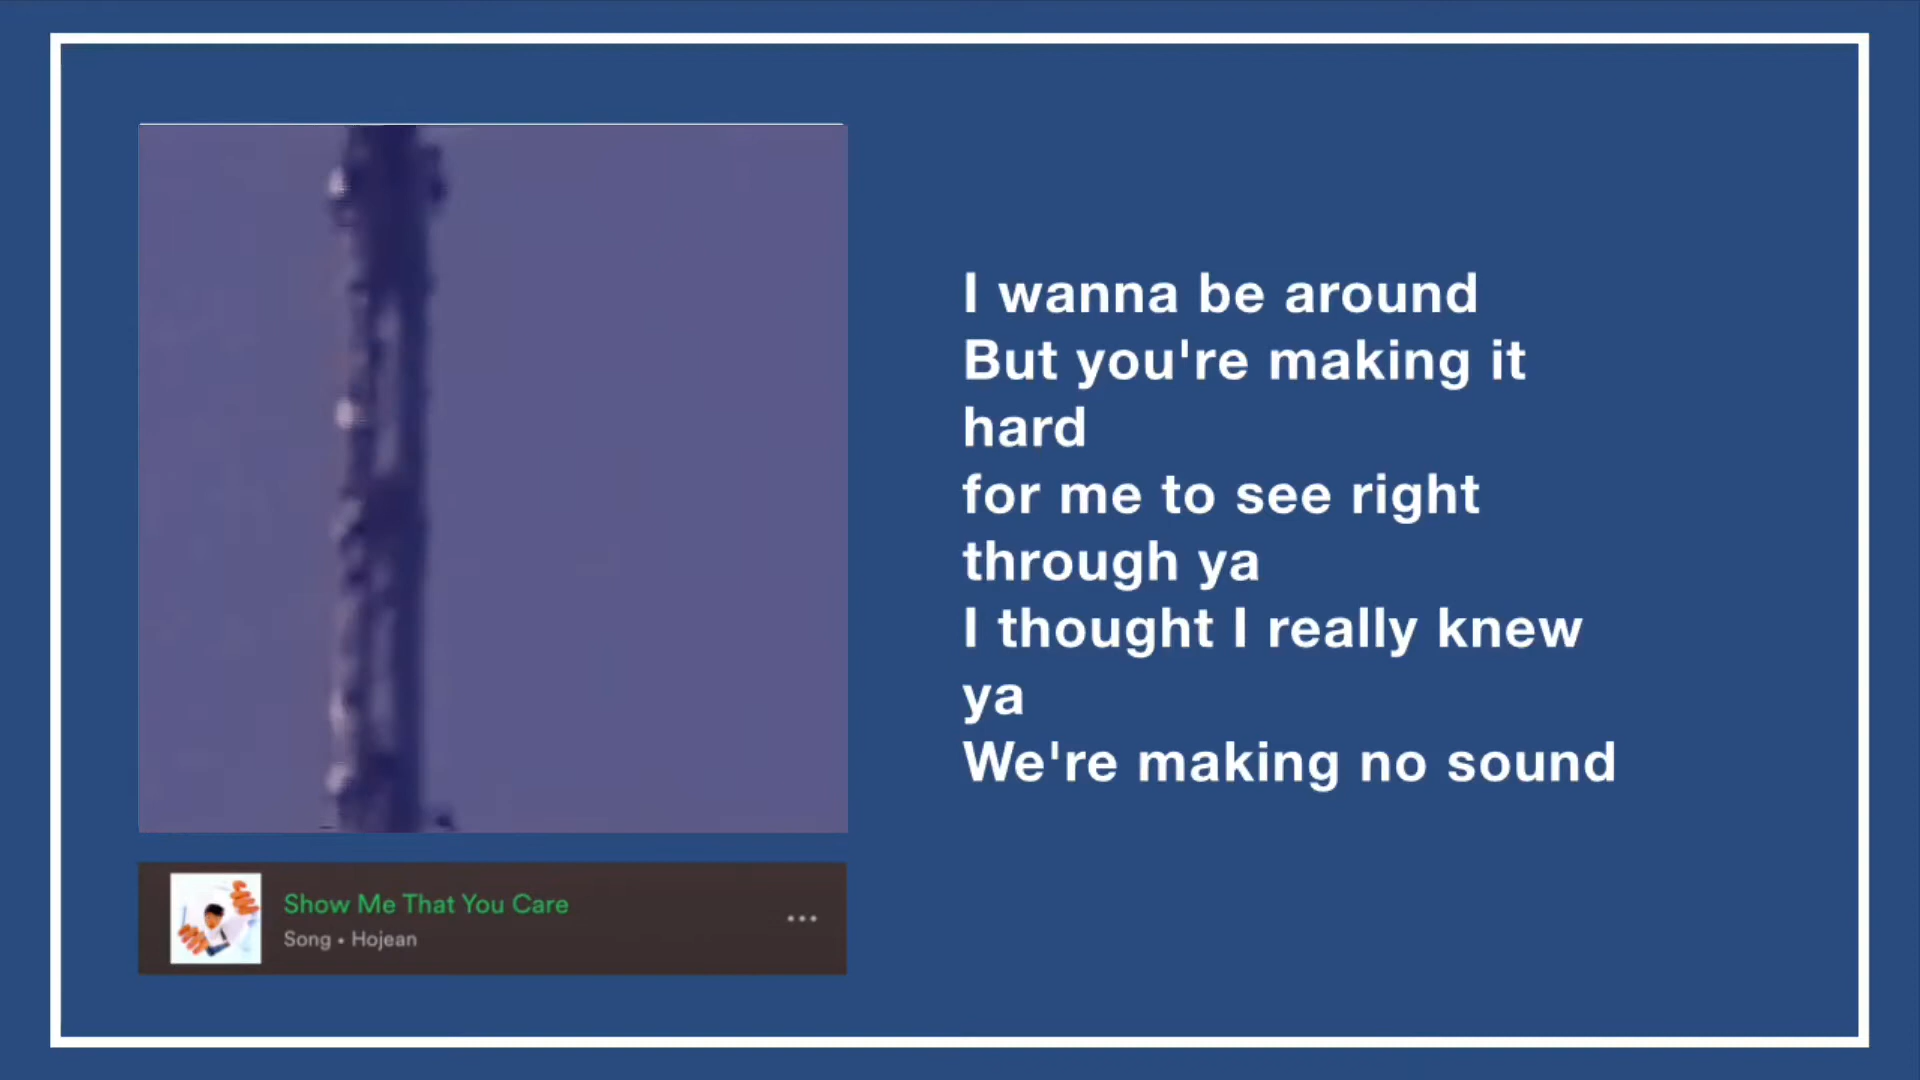 I wanna be around
But you're making it
hard
for me to see right
through ya
I thought I really knew
ya
We're making no sound
Show Me That You Care
Song • Hojean